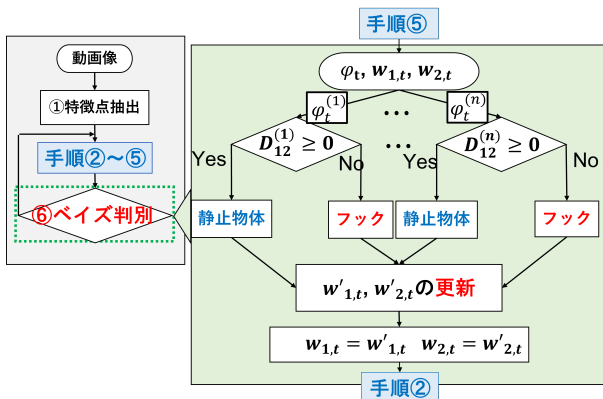 動画像
①特徴点抽出
手順②～⑤
⑥ベイズ判別
手順⑤
φt, w1,t, w2,t
φt(1) … φt(n)
D12(1) ≥ 0 … D12(n) ≥ 0
Yes No Yes No
静止物体 フック 静止物体 フック
w'1,t, w'2,tの更新
w1,t = w'1,t w2,t = w'2,t
手順②